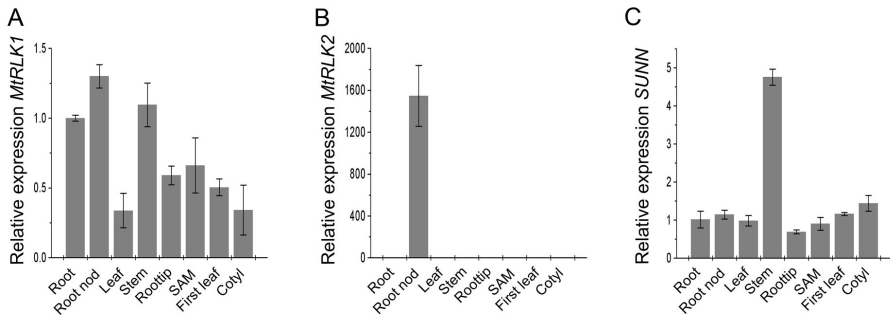 A
Relative expression MtRLK1
1.5
1.0
0.5
0.0
Root
Root nod
Leaf
Stem
Roottip
SAM
First leaf
Cotyl
B
Relative expression MtRLK2
2000
1600
1200
800
400
0
Root
Root nod
Leaf
Stem
Roottip
SAM
First leaf
Cotyl
C
Relative expression SUNN
5
4
3
2
1
0
Root
Root nod
Leaf
Stem
Roottip
SAM
First leaf
Cotyl